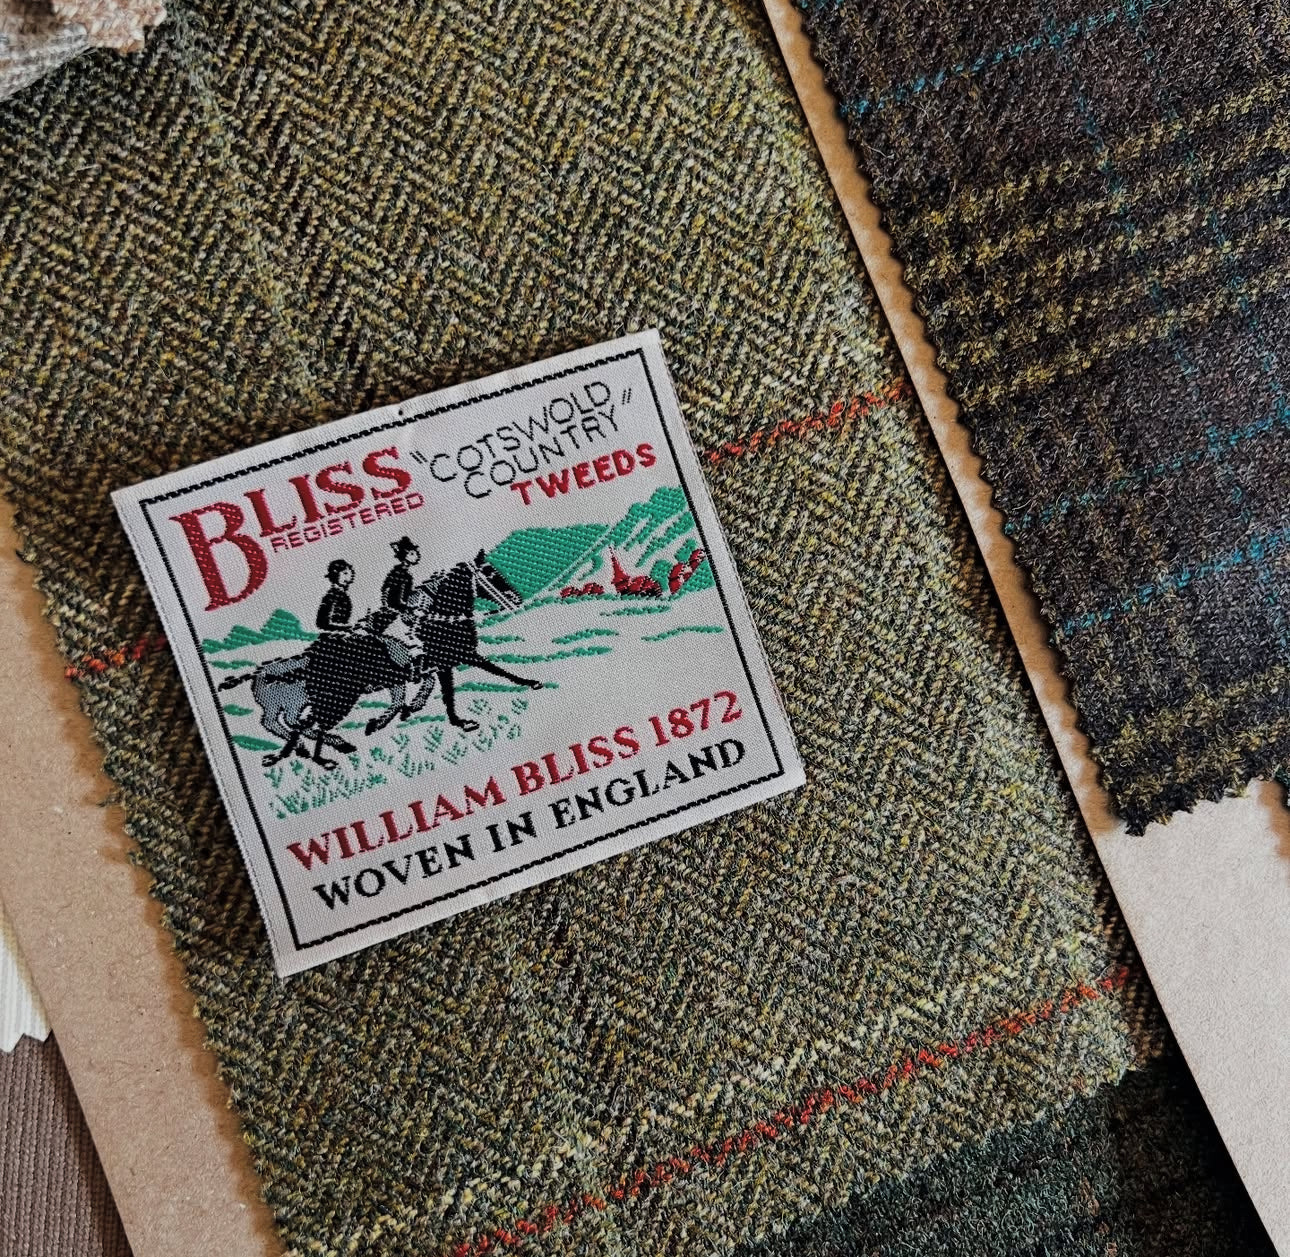 BLISS
REGISTERED
"COTSWOLD
COUNTRY"
TWEEDS
WILLIAM BLISS 1872
WOVEN IN ENGLAND